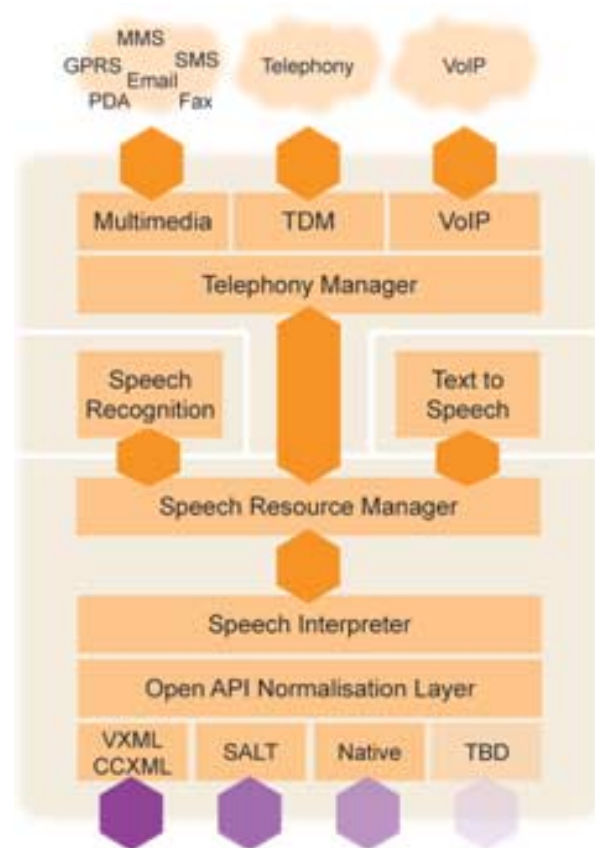 MMS
GPRS
SMS
Email
PDA
Fax
Telephony
VoIP
Multimedia
TDM
VoIP
Telephony Manager
Speech
Recognition
Text to
Speech
Speech Resource Manager
Speech Interpreter
Open API Normalisation Layer
VXML
CCXML
SALT
Native
TBD